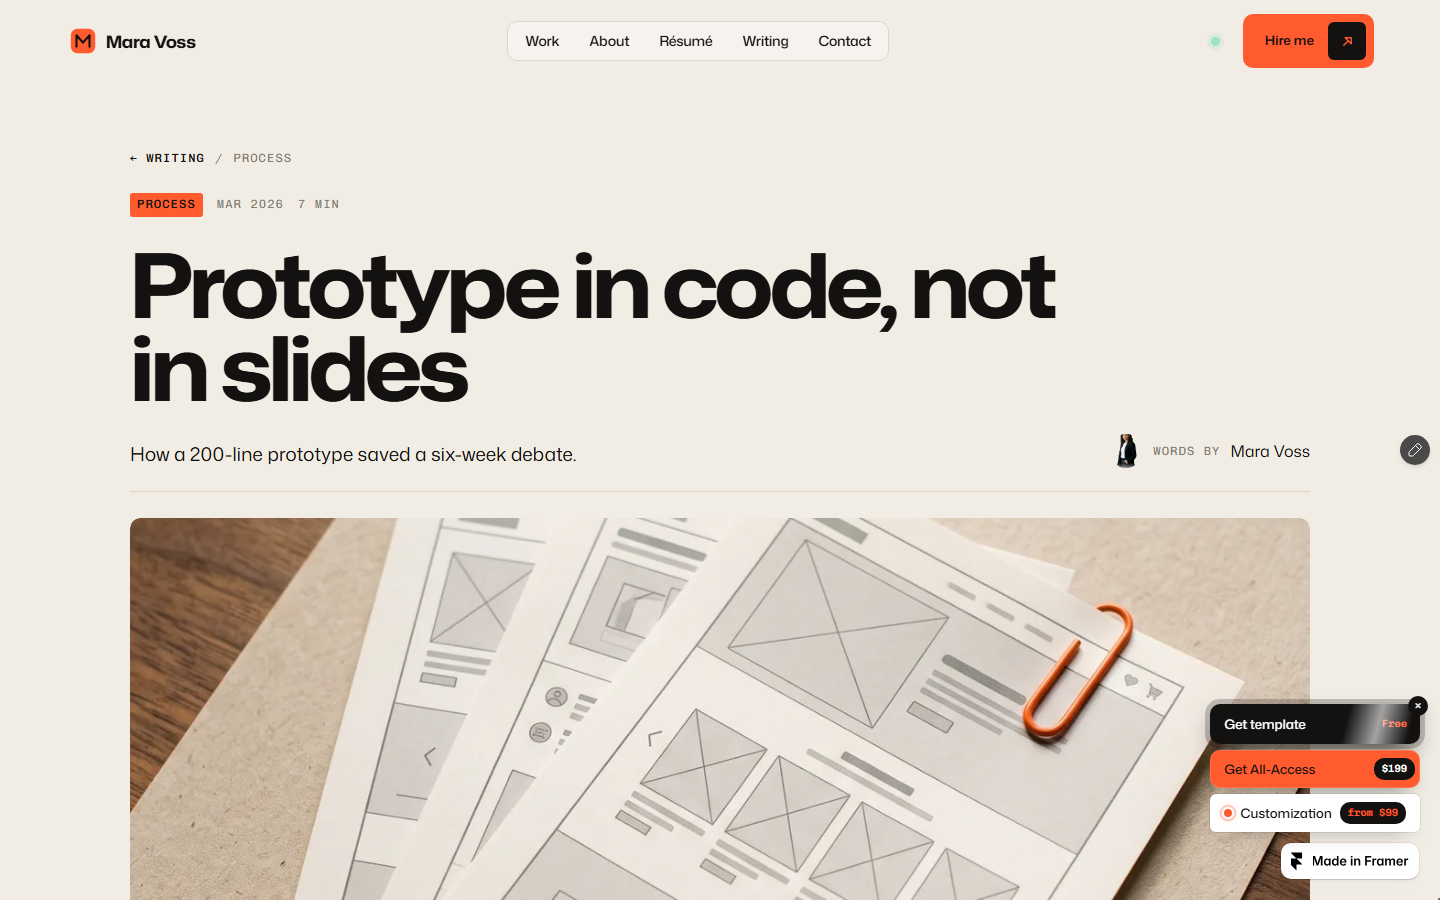 Mara Voss
Work
About
Résumé
Writing
Contact
Hire me
← WRITING / PROCESS
PROCESS MAR 2026 7 MIN
Prototype in code, not
in slides
How a 200-line prototype saved a six-week debate.
WORDS BY Mara Voss
Get template Free
Get All-Access $199
Customization from $99
Made in Framer